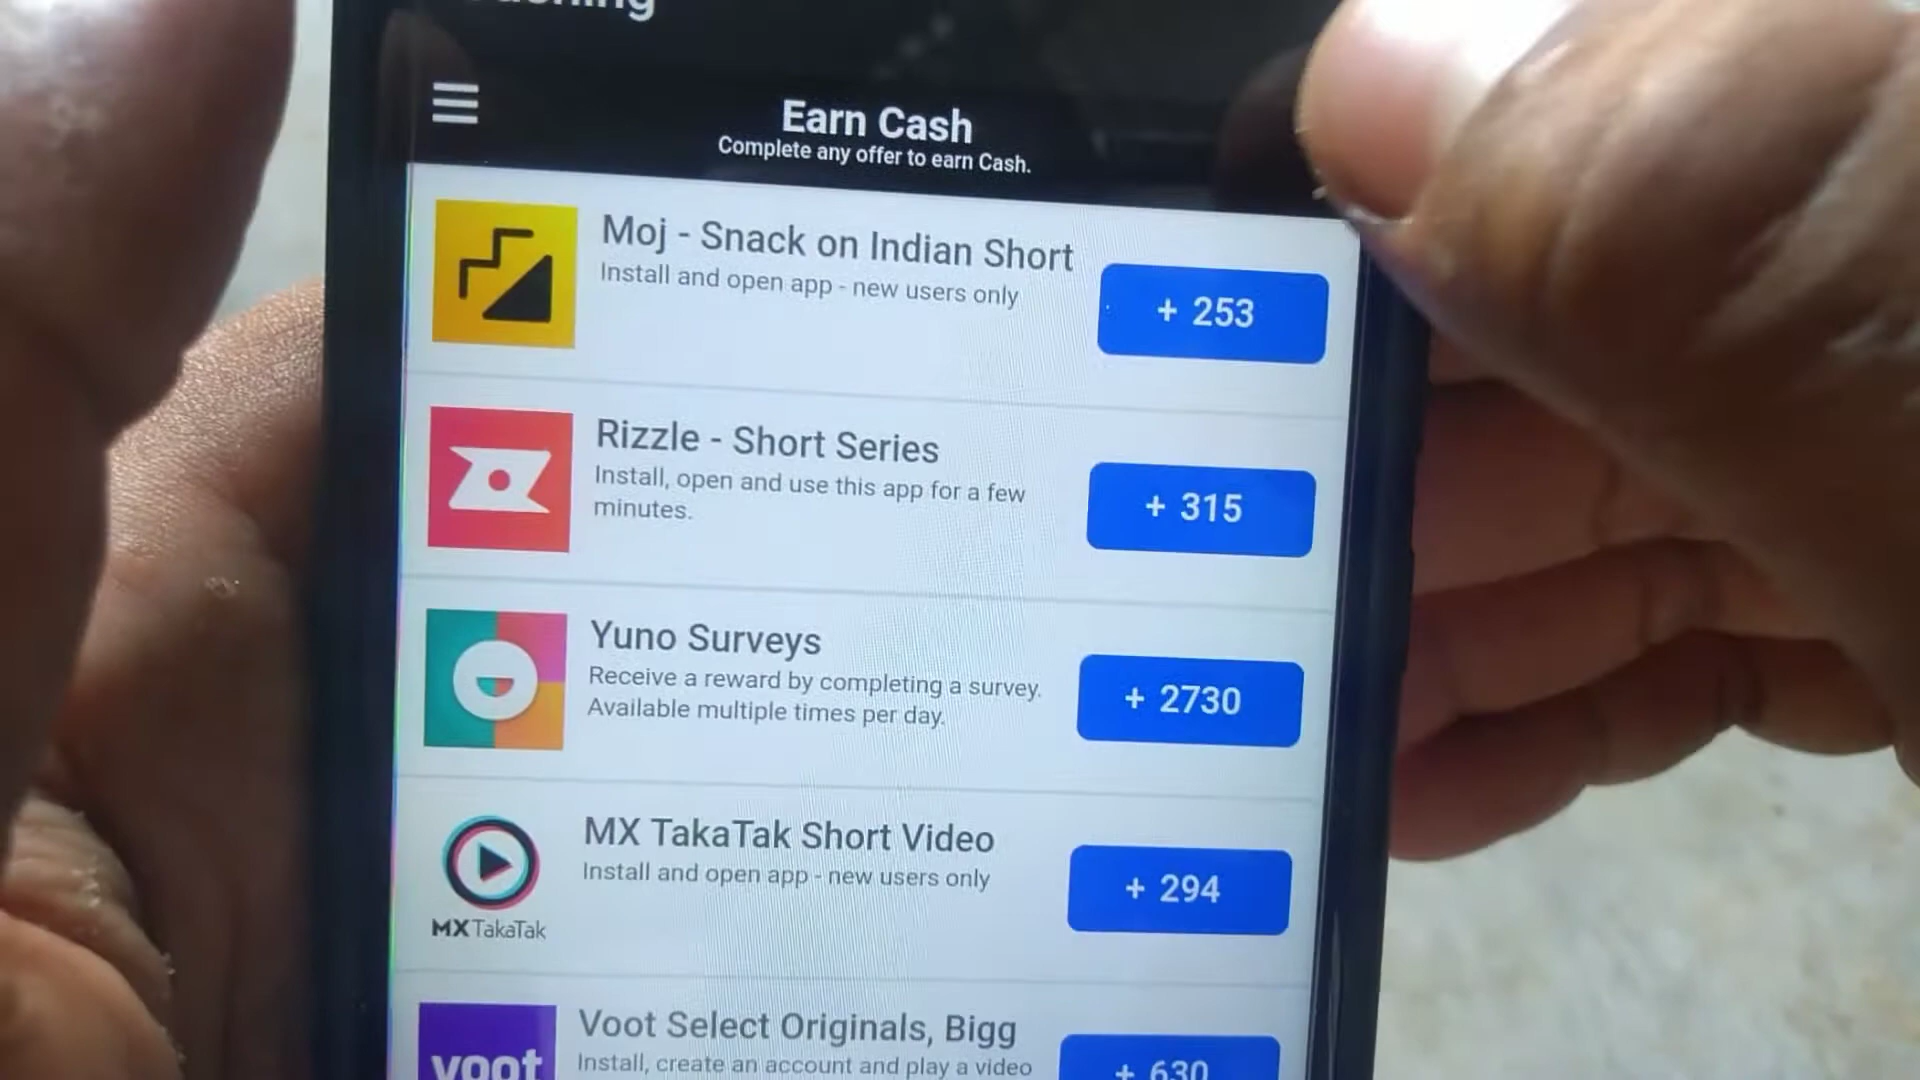 Earn Cash
Complete any offer to earn Cash.
Moj - Snack on Indian Short
Install and open app - new users only
+ 253
Rizzle - Short Series
Install, open and use this app for a few
minutes.
+ 315
Yuno Surveys
Receive a reward by completing a survey.
Available multiple times per day.
+ 2730
MX TakaTak Short Video
Install and open app - new users only
+ 294
MXTakaTak
Voot Select Originals, Bigg
Install, create an account and play a video
+ 630
voot